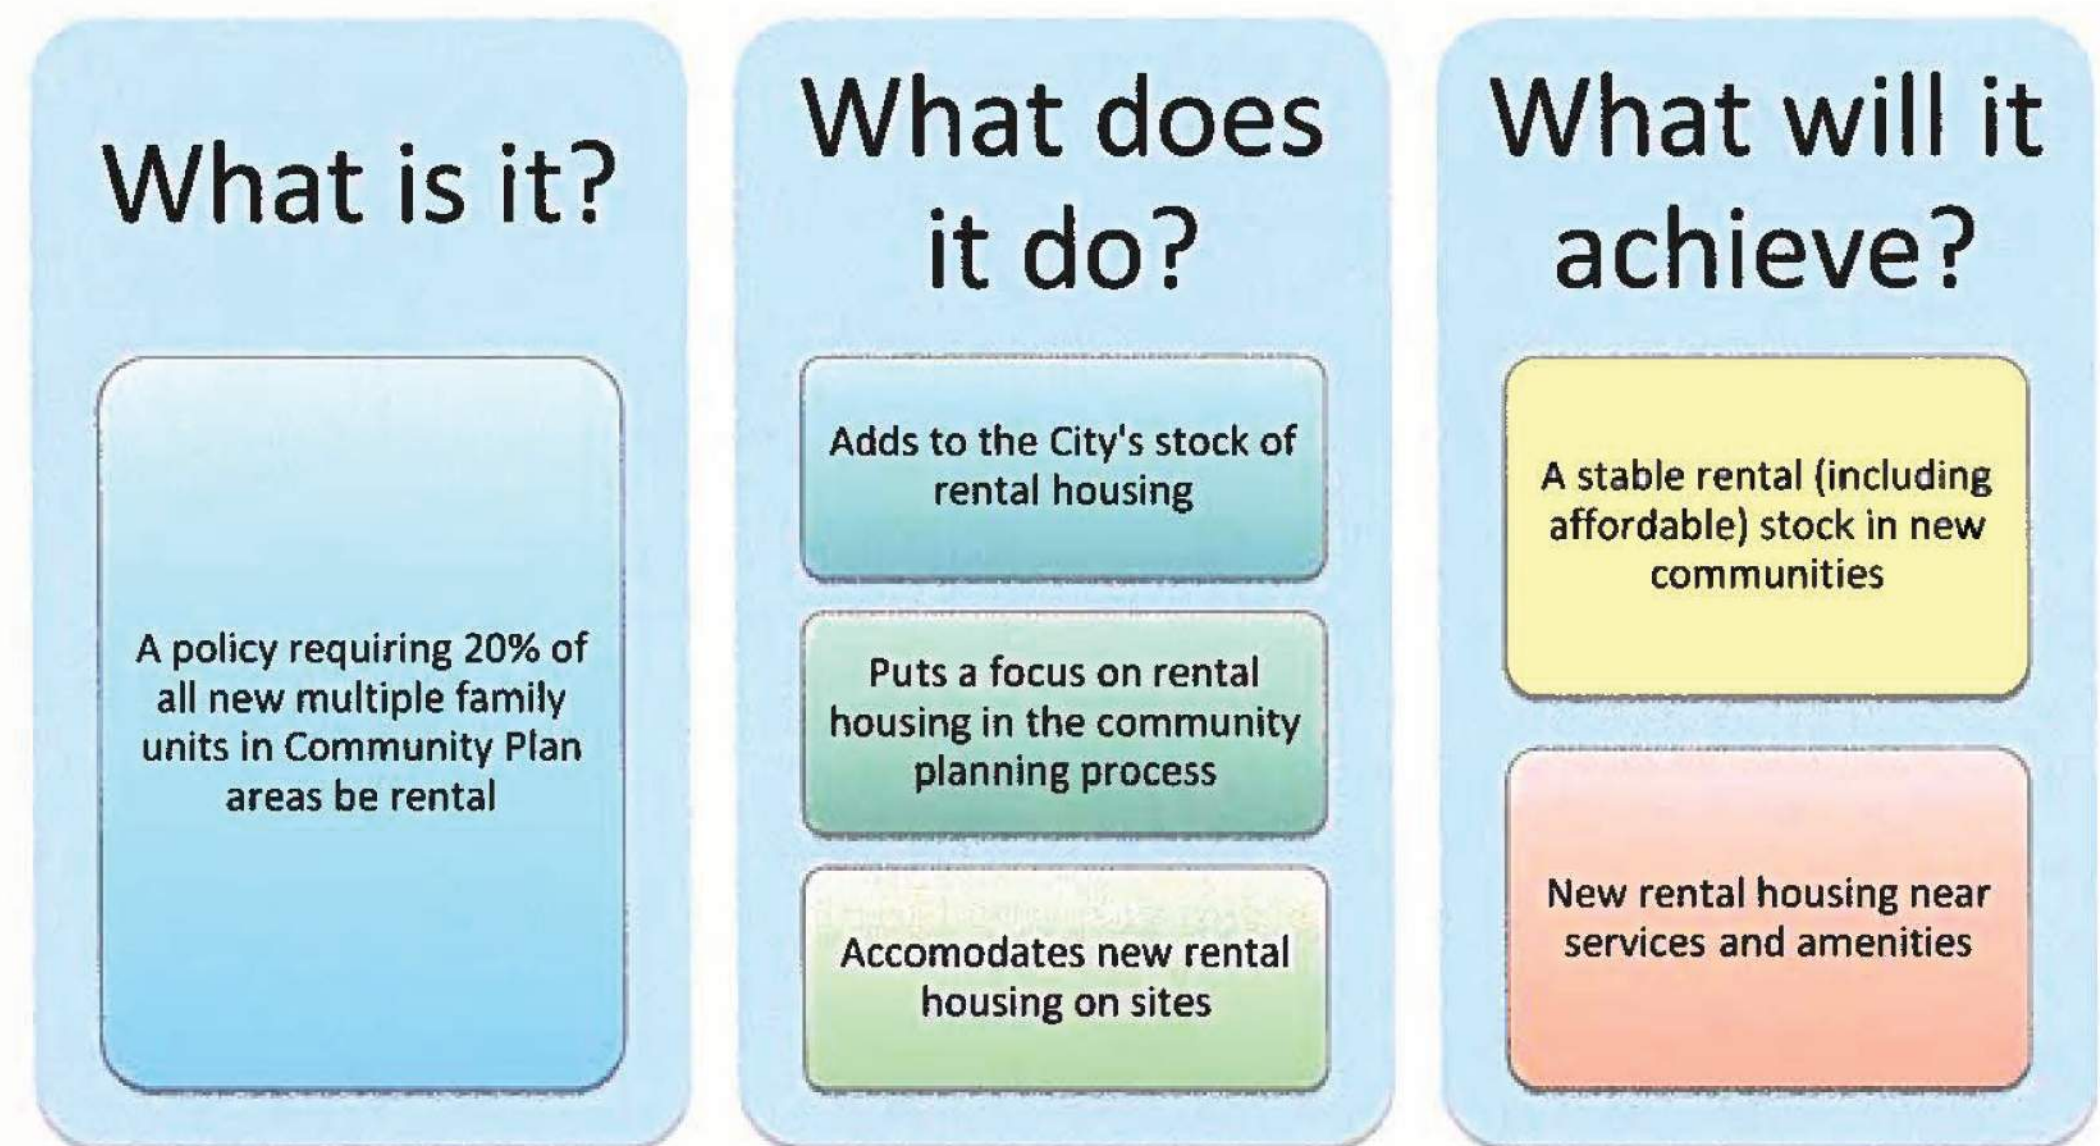 What is it?
A policy requiring 20% of
all new multiple family
units in Community Plan
areas be rental
What does
it do?
Adds to the City's stock of
rental housing
Puts a focus on rental
housing in the community
planning process
Accomodates new rental
housing on sites
What will it
achieve?
A stable rental (including
affordable) stock in new
communities
New rental housing near
services and amenities